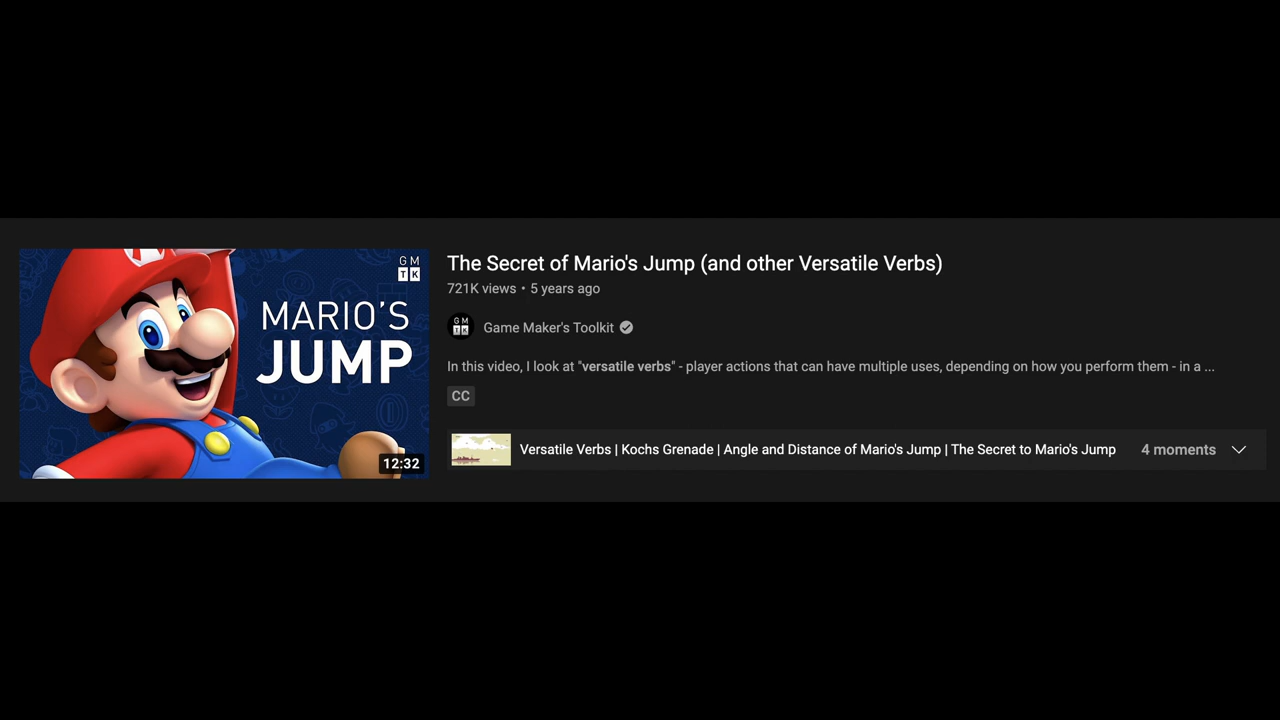 GM
TK
MARIO'S
JUMP
12:32
The Secret of Mario's Jump (and other Versatile Verbs)
721K views • 5 years ago
GM
TK
Game Maker's Toolkit
In this video, I look at "versatile verbs" - player actions that can have multiple uses, depending on how you perform them - in a ...
CC
Versatile Verbs | Kochs Grenade | Angle and Distance of Mario's Jump | The Secret to Mario's Jump
4 moments